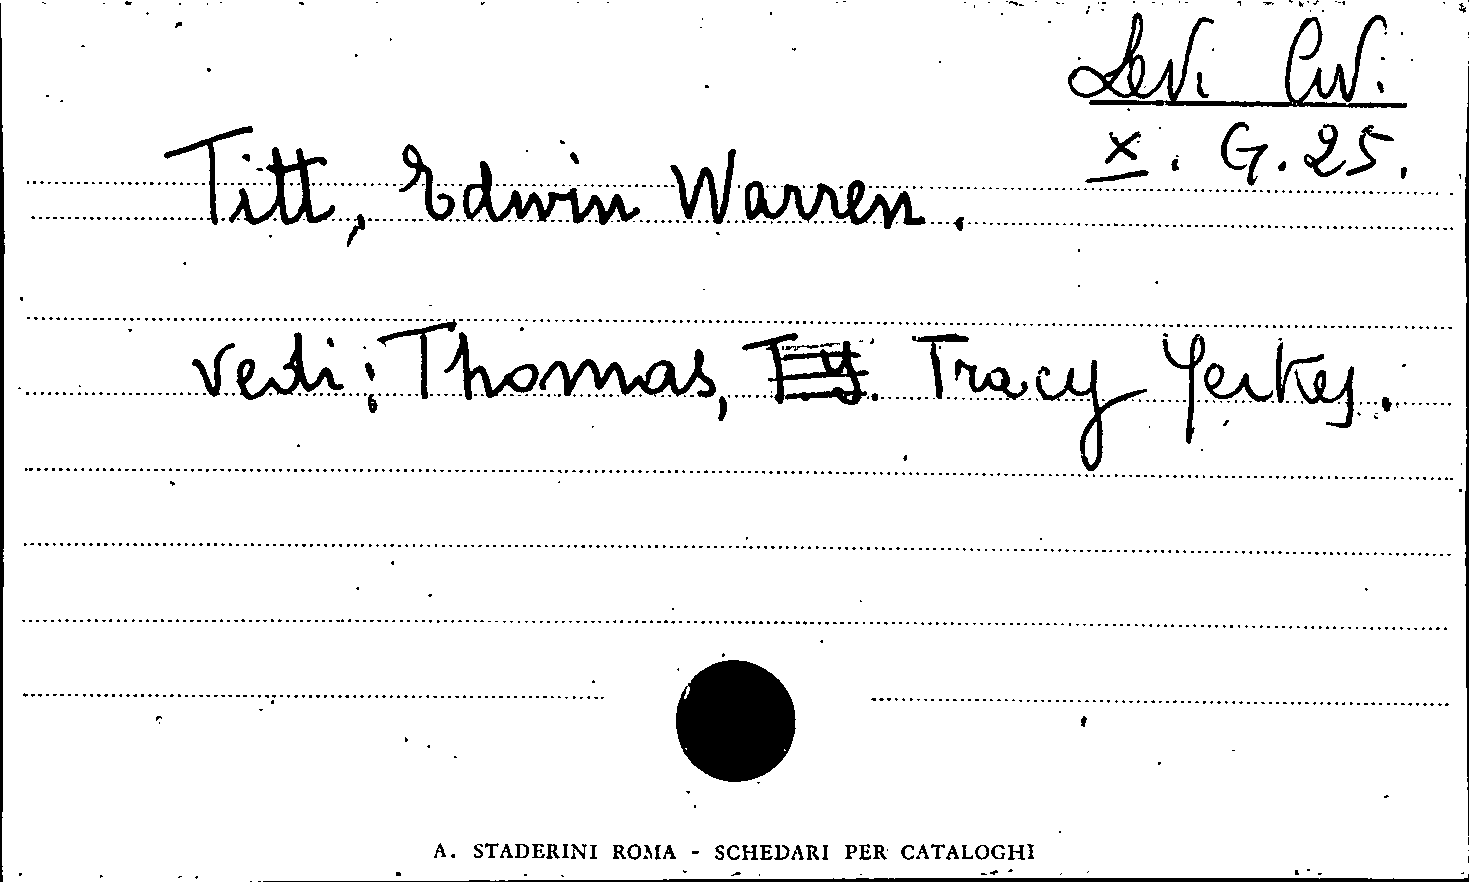 Levi Civ.
X. G. 25.
Titt, Edwin Warren.
vedi: Thomas, T.Y. Tracy Yerkes.
A. STADERINI ROMA - SCHEDARI PER CATALOGHI